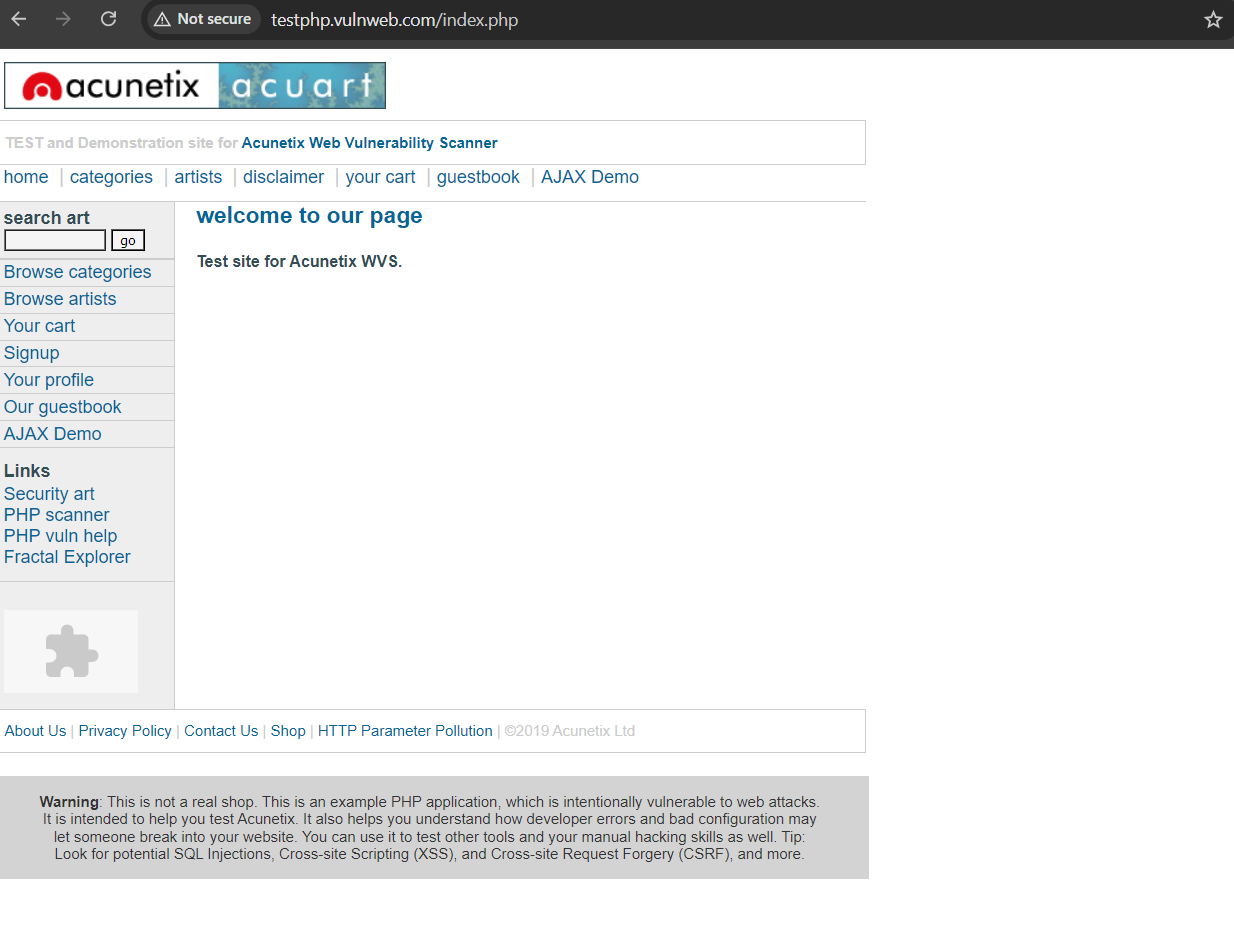 Not secure testphp.vulnweb.com/index.php
acunetix acuart
TEST and Demonstration site for Acunetix Web Vulnerability Scanner
home | categories | artists | disclaimer | your cart | guestbook | AJAX Demo
search art
go
Browse categories
Browse artists
Your cart
Signup
Your profile
Our guestbook
AJAX Demo
Links
Security art
PHP scanner
PHP vuln help
Fractal Explorer
welcome to our page
Test site for Acunetix WVS.
About Us | Privacy Policy | Contact Us | Shop | HTTP Parameter Pollution | ©2019 Acunetix Ltd
Warning: This is not a real shop. This is an example PHP application, which is intentionally vulnerable to web attacks.
It is intended to help you test Acunetix. It also helps you understand how developer errors and bad configuration may
let someone break into your website. You can use it to test other tools and your manual hacking skills as well. Tip:
Look for potential SQL Injections, Cross-site Scripting (XSS), and Cross-site Request Forgery (CSRF), and more.